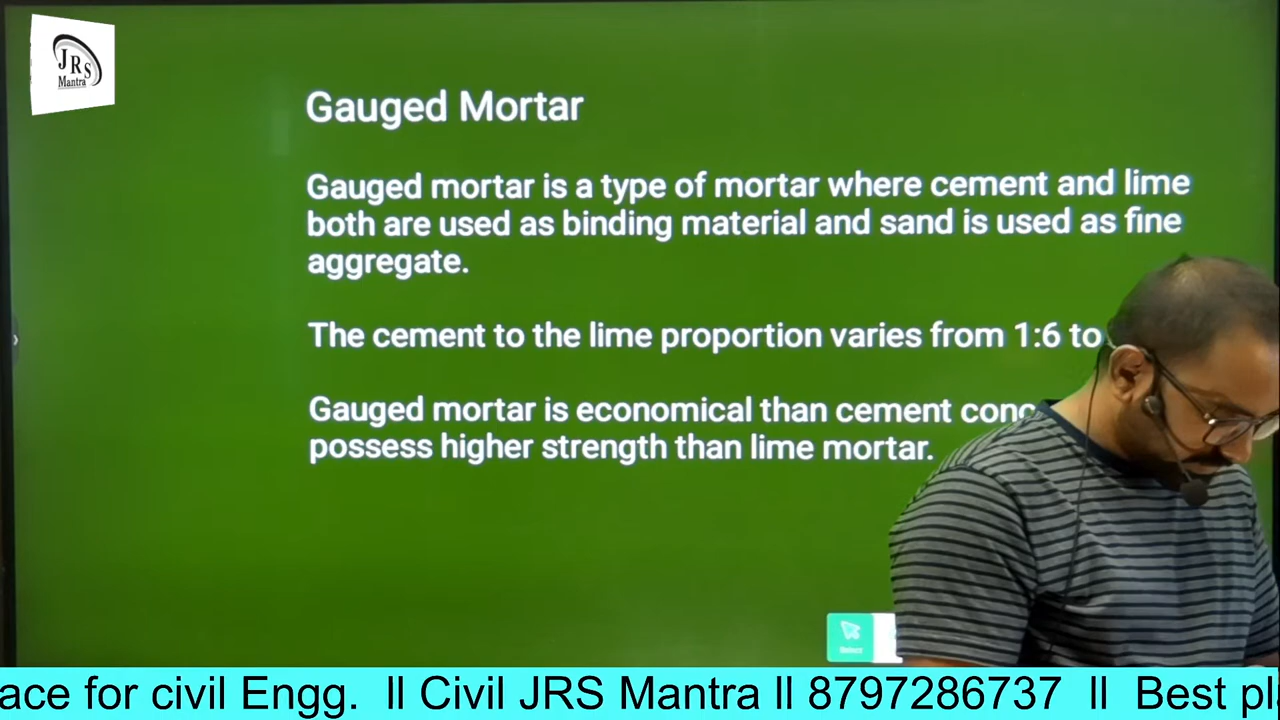 JRS
Mantra
Gauged Mortar
Gauged mortar is a type of mortar where cement and lime
both are used as binding material and sand is used as fine
aggregate.
The cement to the lime proportion varies from 1:6 to
Gauged mortar is economical than cement
possess higher strength than lime mortar.
Select
for civil Engg. ll Civil JRS Mantra ll 8797286737 ll Best